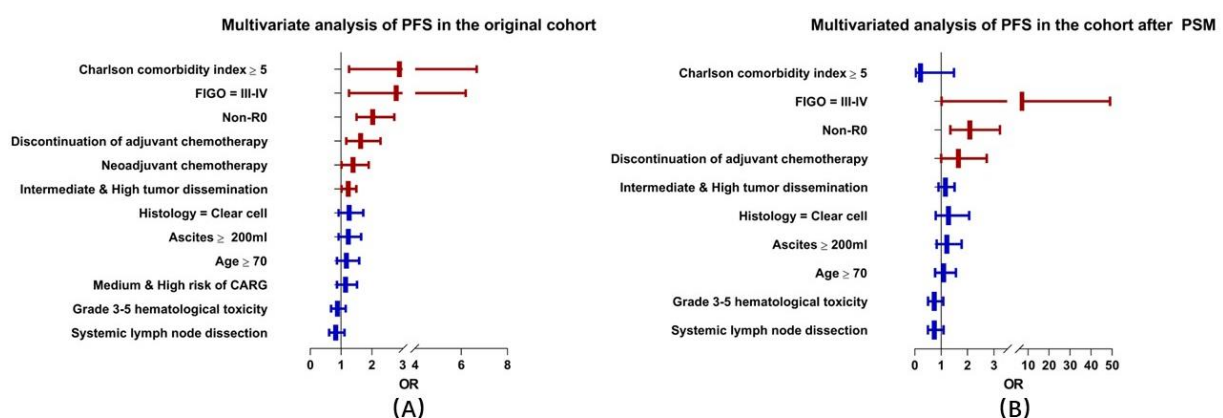 Multivariate analysis of PFS in the original cohort
Charlson comorbidity index ≥ 5
FIGO = III-IV
Non-R0
Discontinuation of adjuvant chemotherapy
Neoadjuvant chemotherapy
Intermediate & High tumor dissemination
Histology = Clear cell
Ascites ≥ 200ml
Age ≥ 70
Medium & High risk of CARG
Grade 3-5 hematological toxicity
Systemic lymph node dissection
0 1 2 3 4 6 8
OR
(A)
Multivariated analysis of PFS in the cohort after PSM
Charlson comorbidity index ≥ 5
FIGO = III-IV
Non-R0
Discontinuation of adjuvant chemotherapy
Intermediate & High tumor dissemination
Histology = Clear cell
Ascites ≥ 200ml
Age ≥ 70
Grade 3-5 hematological toxicity
Systemic lymph node dissection
0 1 2 3 10 20 30 40 50
OR
(B)